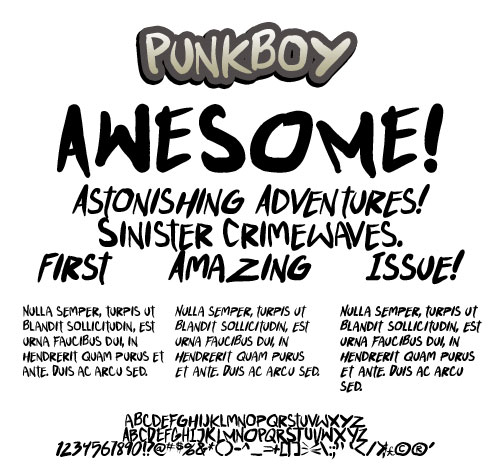 PUNKBOY
AWESOME!
ASTONISHING ADVENTURES!
SINISTER CRIMEWAVES.
FIRST AMAZING ISSUE!
NULLA SEMPER, TURPIS UT
BLANDIT SOLLICITUDIN, EST
URNA FAUCIBUS DUI, IN
HENDRERIT QUAM PURUS ET
ANTE. DUIS AC ARCU SED.
NULLA SEMPER, TURPIS UT
BLANDIT SOLLICITUDIN, EST
URNA FAUCIBUS DUI, IN
HENDRERIT QUAM PURUS
ET ANTE. DUIS AC ARCU SED.
NULLA SEMPER, TURPIS UT
BLANDIT SOLLICITUDIN, EST
URNA FAUCIBUS DUI, IN
HENDRERIT QUAM PURUS
ET ANTE. DUIS AC ARCU
SED.
ABCDEFGHIJKLMNOPQRSTUVWXYZ
ABCDEFGHIJKLMNOPQRSTUVWXYZ
1234567890!?@#$%&*()-^_=+[]:;"'<,>./